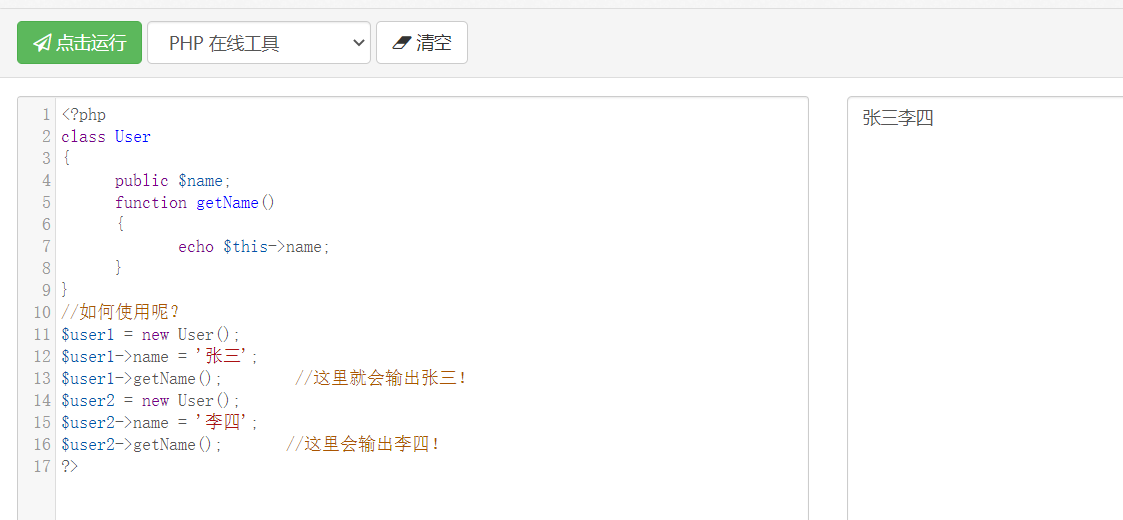 点击运行 PHP 在线工具 清空
1 <?php
2 class User
3 {
4 public $name;
5 function getName()
6 {
7 echo $this->name;
8 }
9 }
10 //如何使用呢?
11 $user1 = new User();
12 $user1->name = '张三';
13 $user1->getName(); //这里就会输出张三!
14 $user2 = new User();
15 $user2->name = '李四';
16 $user2->getName(); //这里会输出李四!
17 ?>
张三李四